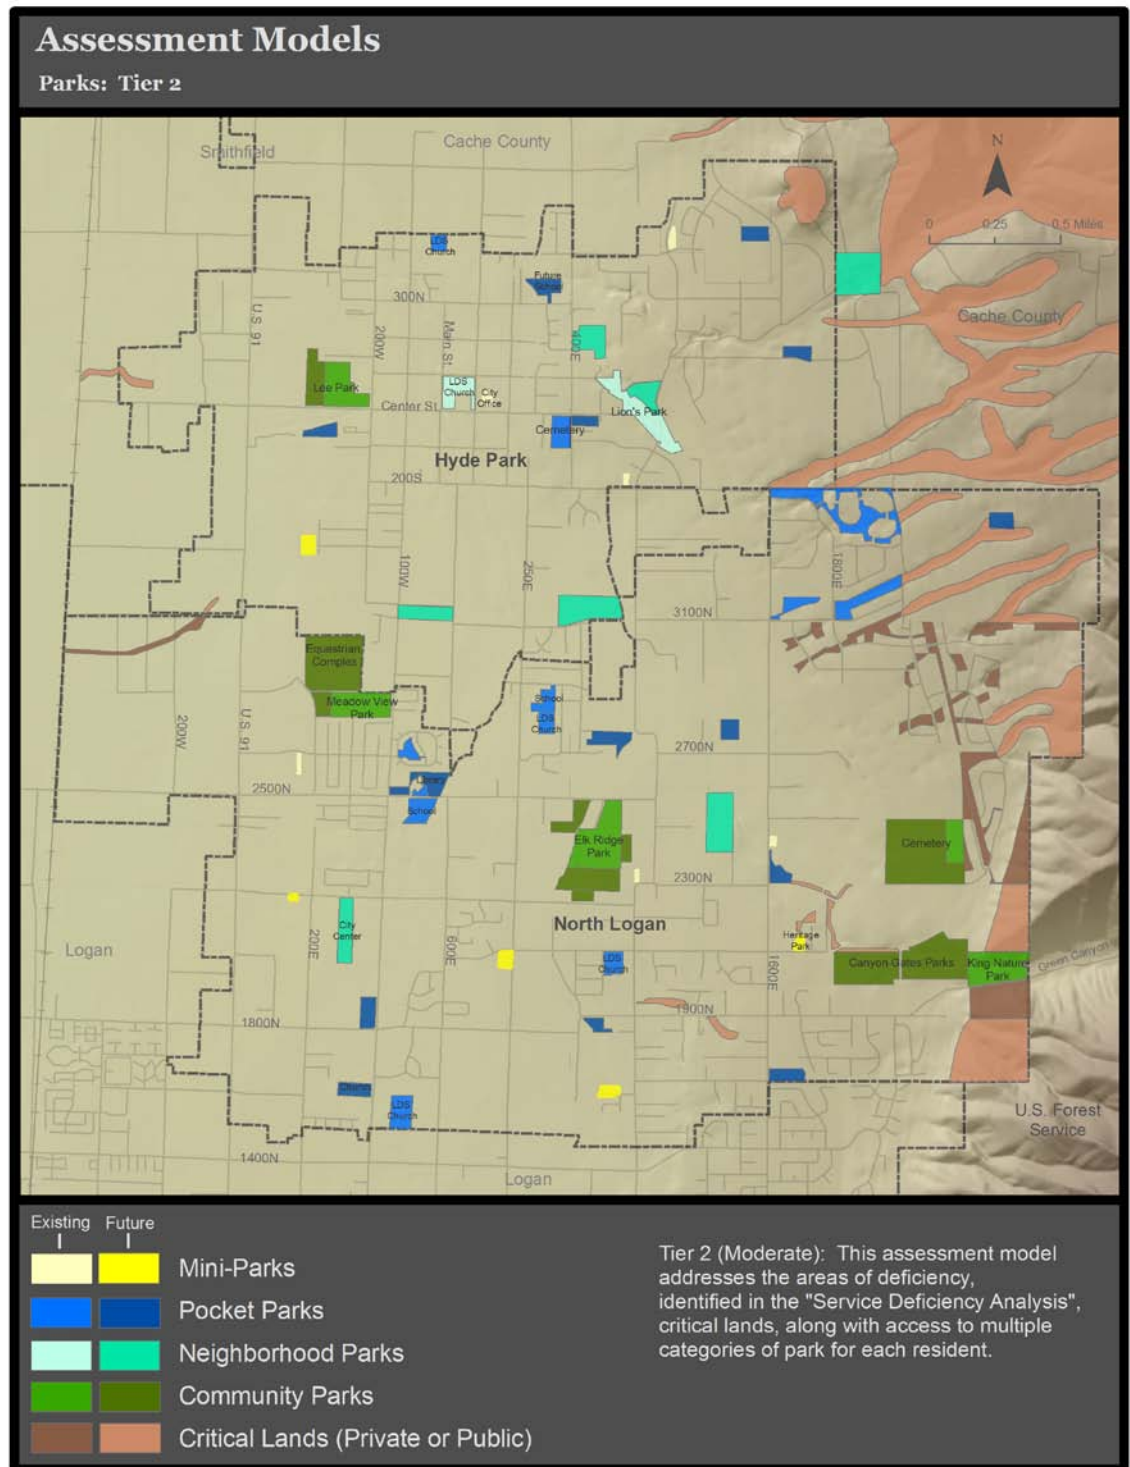 Assessment Models
Parks: Tier 2
Smithfield
Cache County
N
0 0.25 0.5 Miles
LDS
Church
Future
School
300N
U.S. 91
200W
Main St.
400E
Cache County
Lee Park
LDS
Church
City
Office
Center St.
Lion's Park
Cemetery
Hyde Park
200S
100W
250E
1800E
3100N
Equestrian
Complex
Meadow View
Park
School
LDS
Church
200W
U.S. 91
2700N
2500N
Library
School
Elk Ridge
Park
Cemetery
2300N
North Logan
City
Center
200E
600E
Logan
Heritage
Park
LDS
Church
1600E
Canyon Gates Parks
King Nature
Park
1900N
1800N
Church
LDS
Church
U.S. Forest
Service
1400N
Logan
Existing Future
Mini-Parks
Pocket Parks
Neighborhood Parks
Community Parks
Critical Lands (Private or Public)
Tier 2 (Moderate): This assessment model
addresses the areas of deficiency,
identified in the "Service Deficiency Analysis",
critical lands, along with access to multiple
categories of park for each resident.